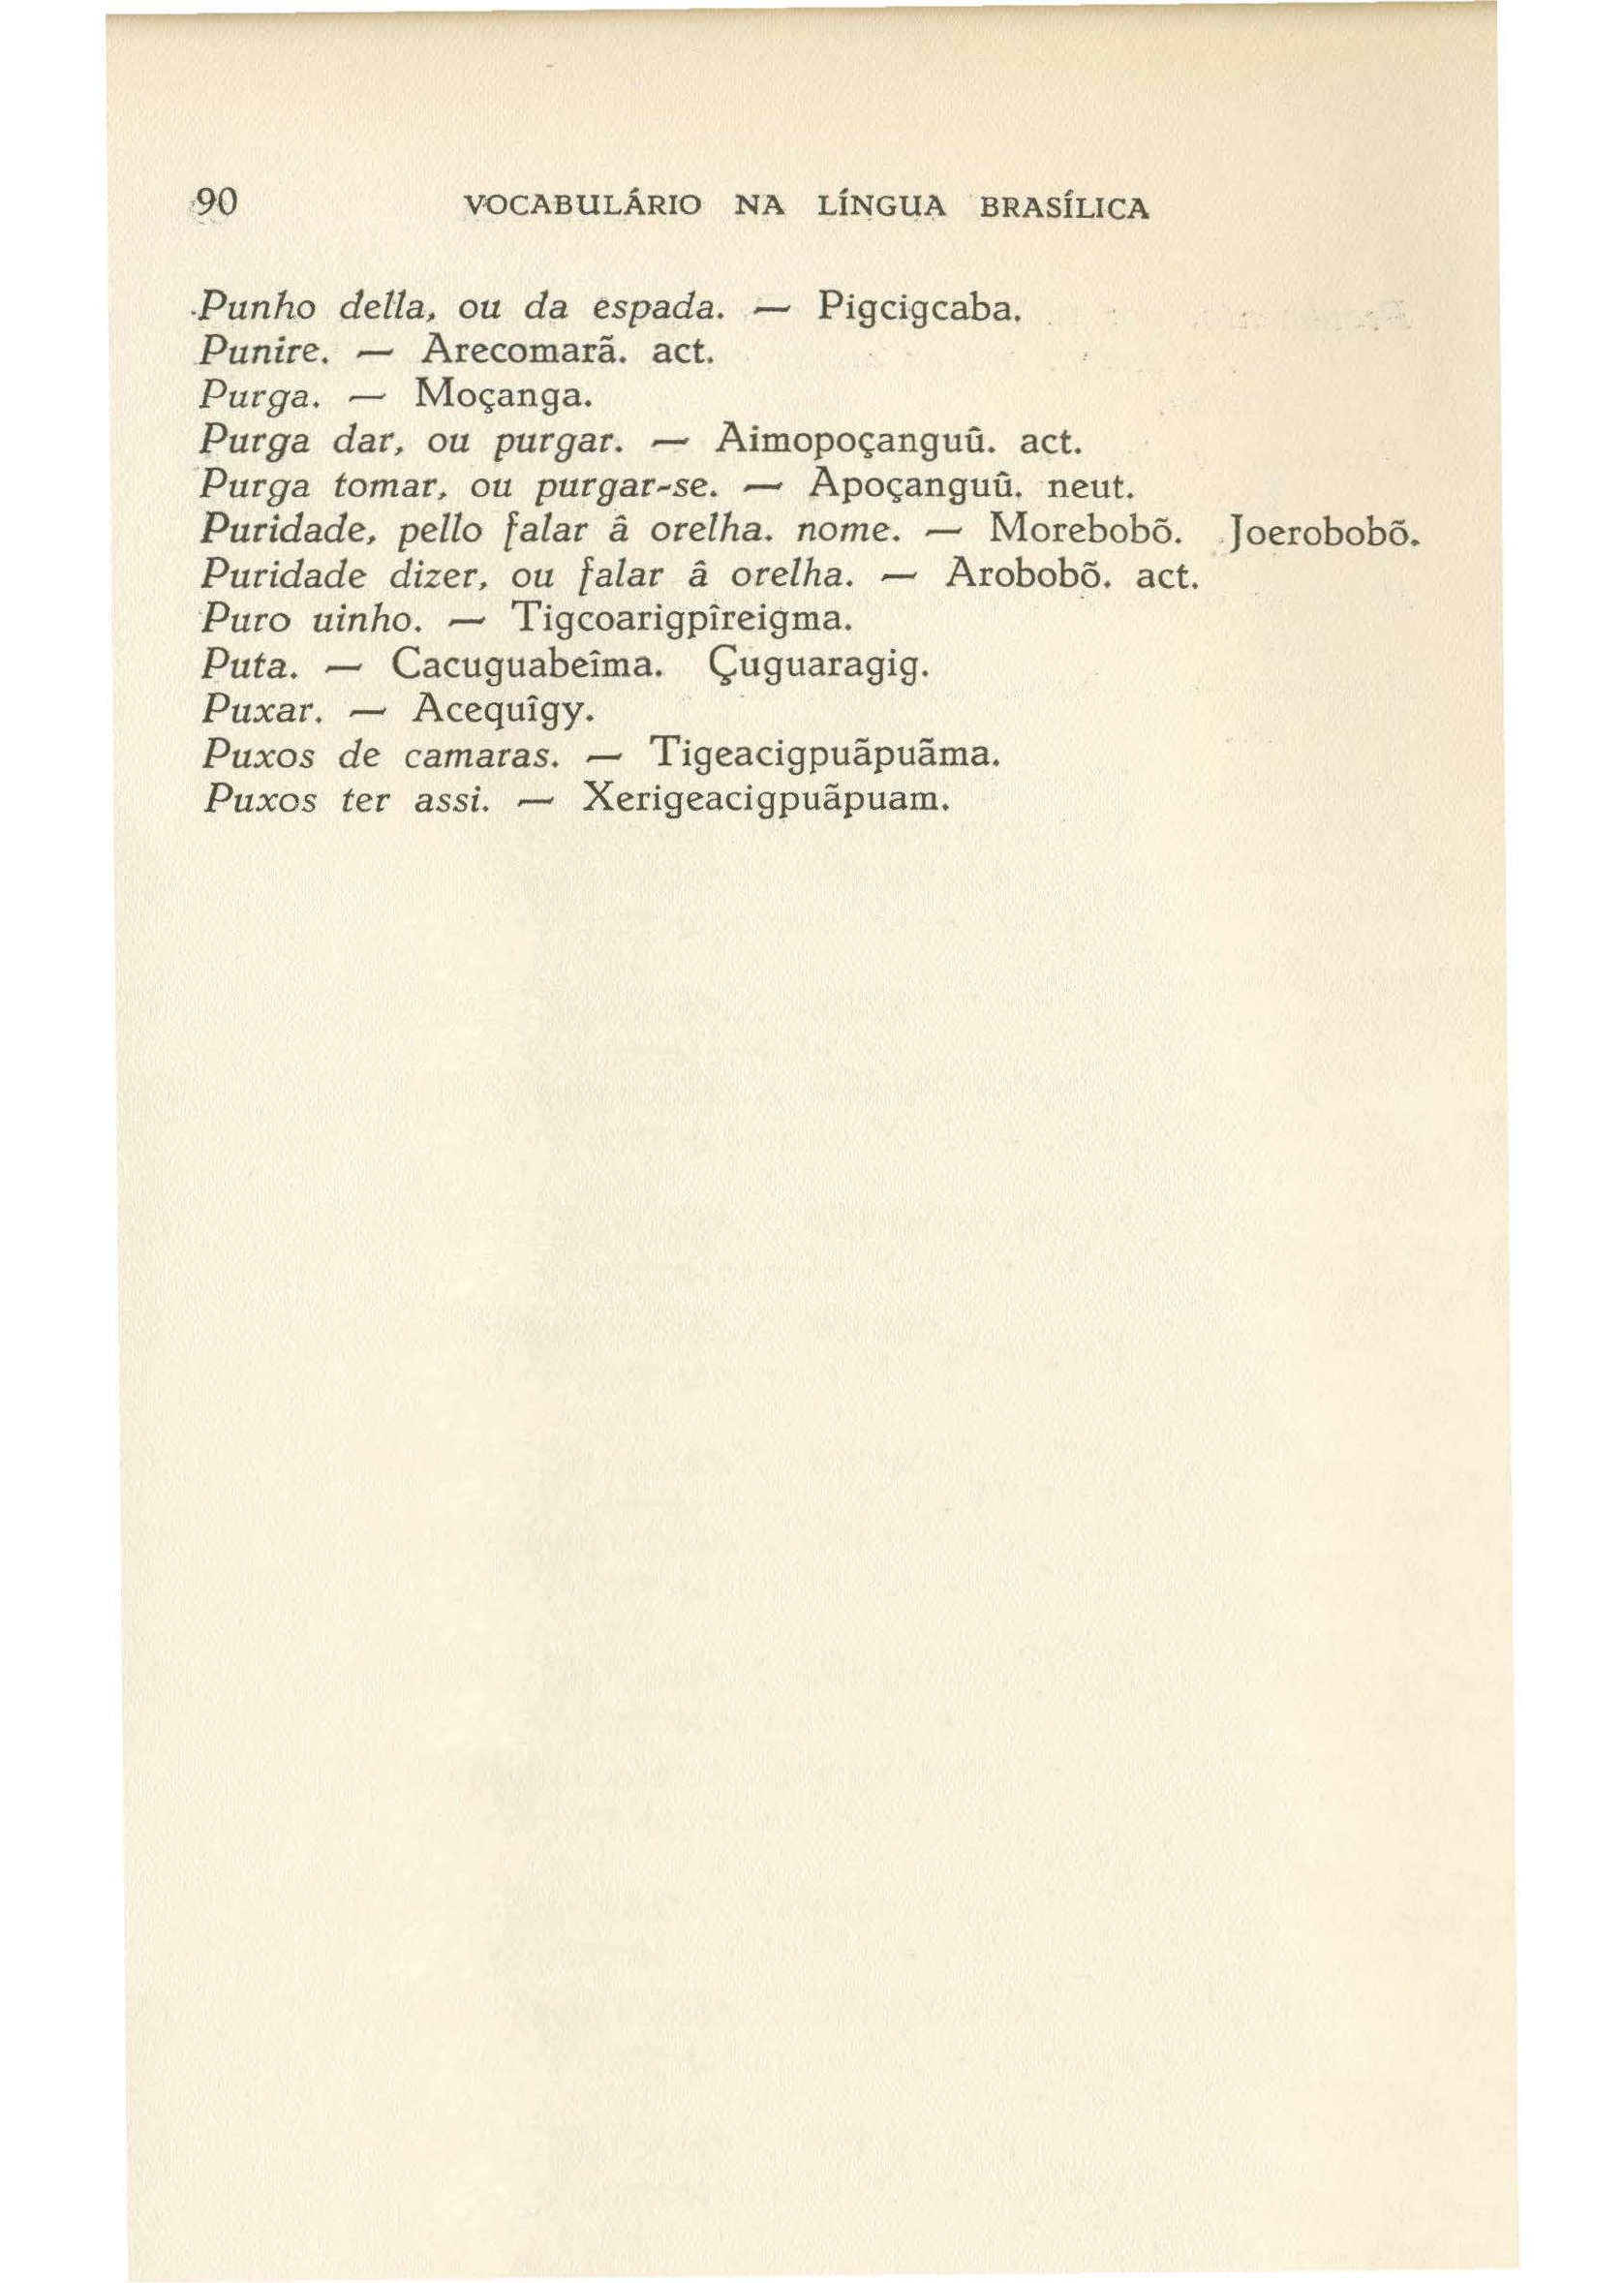 90 VOCABULÁRIO NA LÍNGUA BRASÍLICA
Punho della, ou da espada. — Pigcigcaba.
Punire. — Arecomarã. act.
Purga. — Moçanga.
Purga dar, ou purgar. — Aimopoçanguû. act.
Purga tomar, ou purgar-se. — Apoçanguû. neut.
Puridade, pello falar â orelha. nome. — Morebobõ. Joerobobõ.
Puridade dizer, ou falar â orelha. — Arobobõ. act.
Puro uinho. — Tigcoarigpîreigma.
Puta. — Cacuguabeîma. Çuguaragig.
Puxar. — Acequîgy.
Puxos de camaras. — Tigeacigpuãpuãma.
Puxos ter assi. — Xerigeacigpuãpuam.